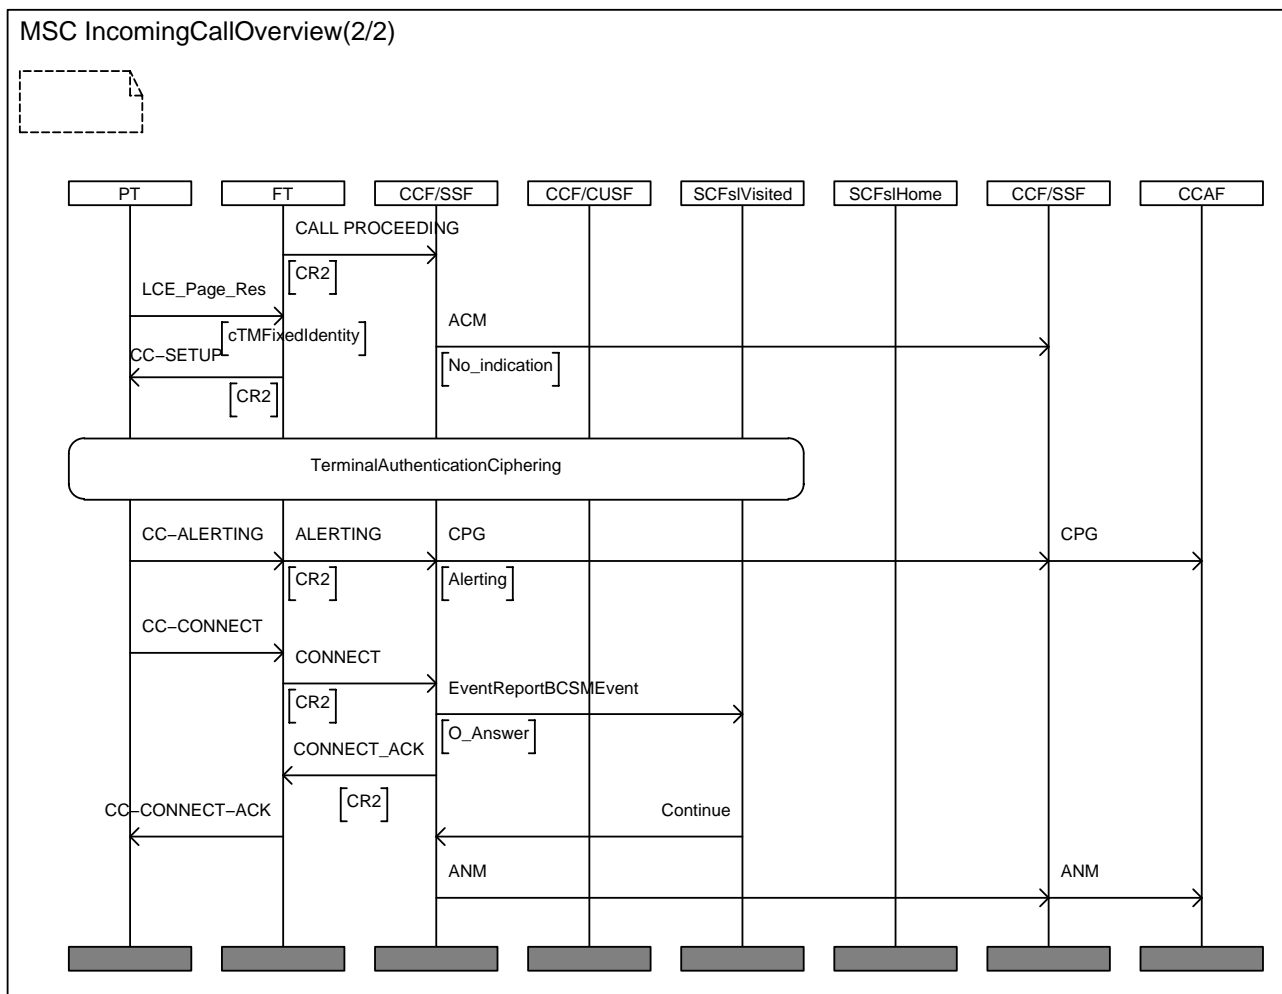 MSC IncomingCallOverview(2/2)
PT
FT
CCF/SSF
CCF/CUSF
SCFslVisited
SCFslHome
CCF/SSF
CCAF
CALL PROCEEDING
[CR2]
LCE_Page_Res
[cTMFixedIdentity]
ACM
[No_indication]
CC−SETUP
[CR2]
TerminalAuthenticationCiphering
CC−ALERTING
ALERTING
CPG
CPG
[CR2]
[Alerting]
CC−CONNECT
CONNECT
[CR2]
EventReportBCSMEvent
[O_Answer]
CONNECT_ACK
[CR2]
CC−CONNECT−ACK
Continue
ANM
ANM